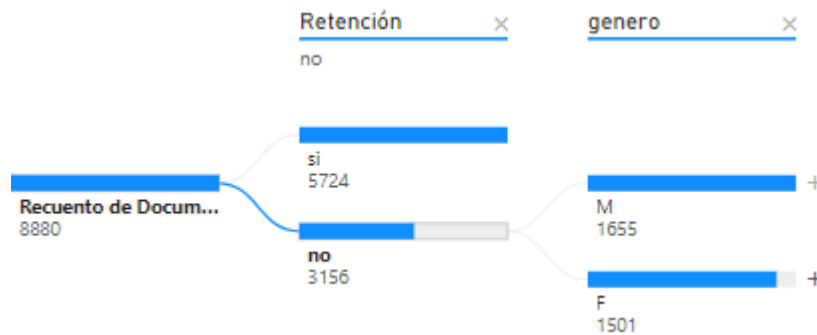 Retención ×
genero ×
no
si
5724
Recuento de Docum...
8880
M
1655
+
no
3156
F
1501
+